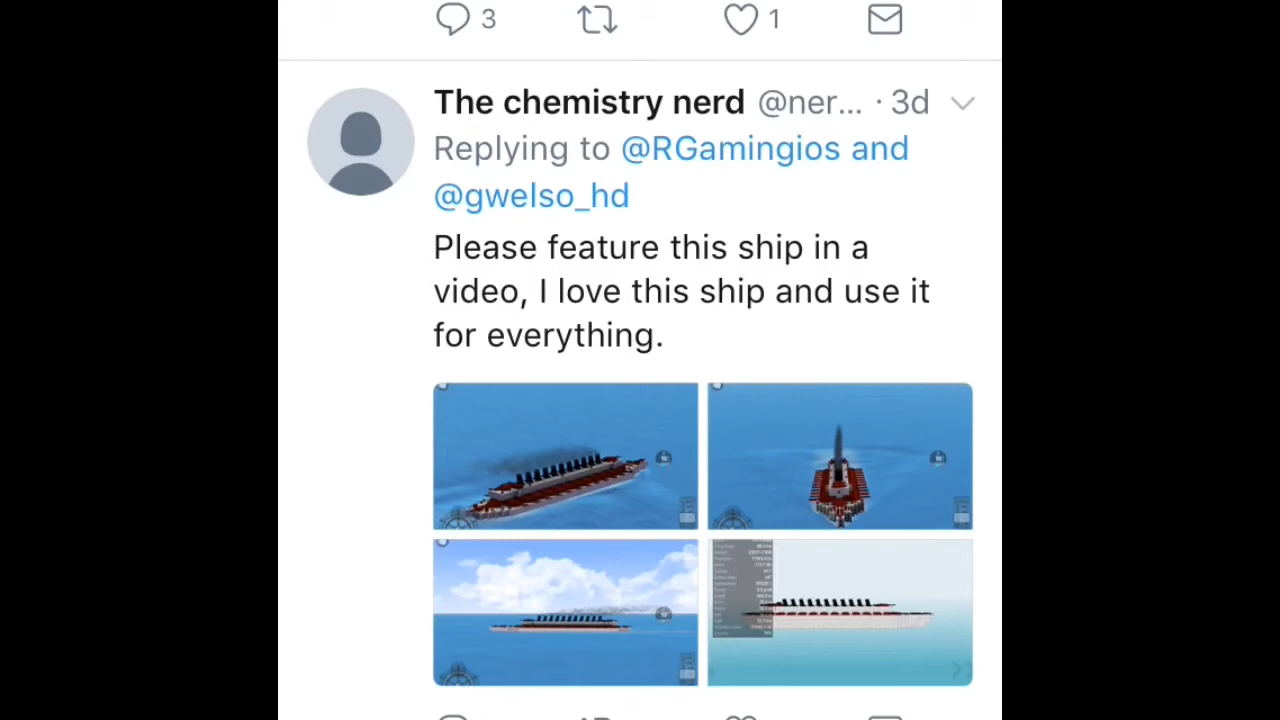 3
1
The chemistry nerd @ner... · 3d
Replying to @RGamingios and
@gwelso_hd
Please feature this ship in a
video, I love this ship and use it
for everything.